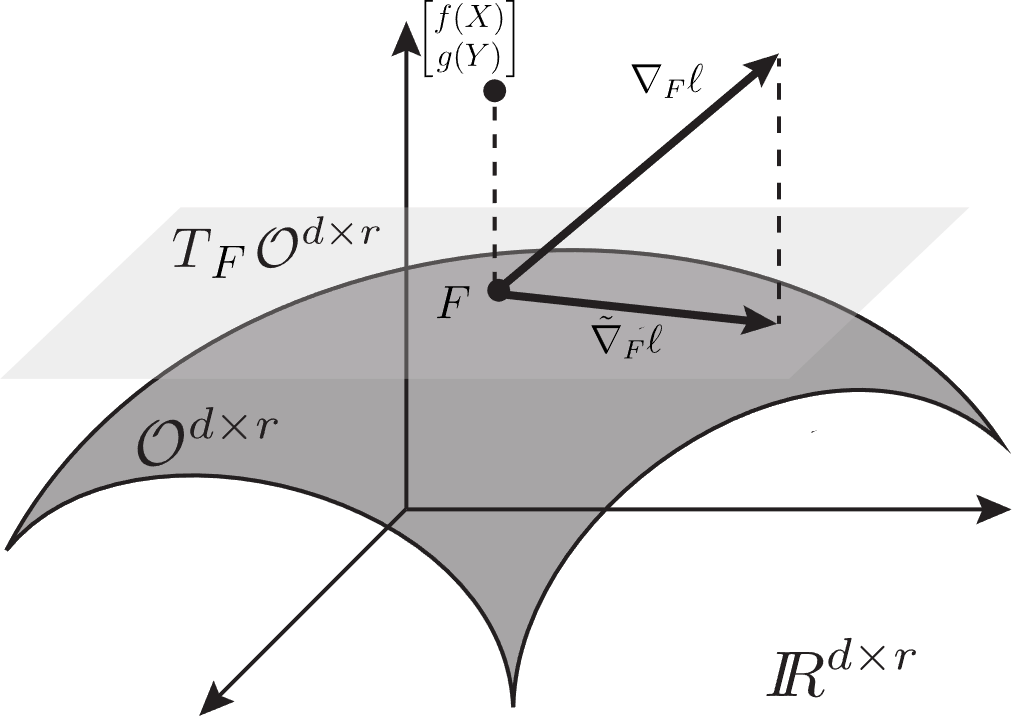 [f(X)
g(Y)]
∇_F ℓ
T_F 𝒪^{d×r}
F
∇̃_F ℓ
𝒪^{d×r}
ℝ^{d×r}